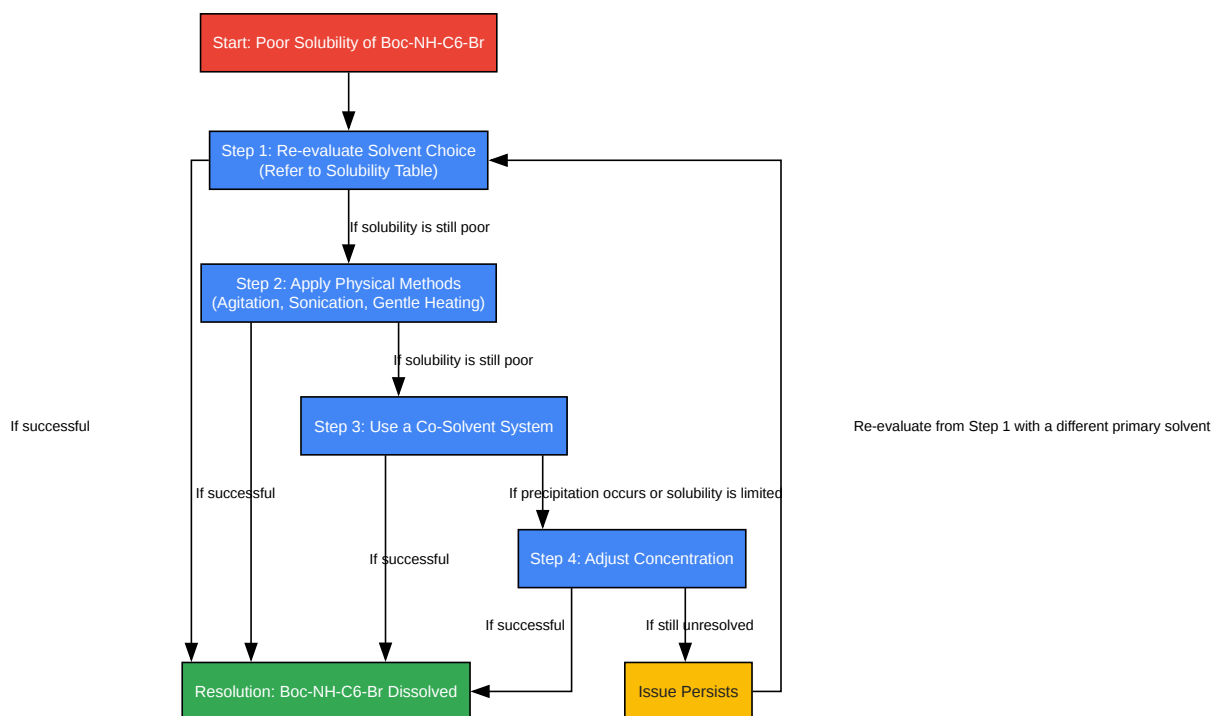 Start: Poor Solubility of Boc-NH-C6-Br
Step 1: Re-evaluate Solvent Choice
(Refer to Solubility Table)
If solubility is still poor
Step 2: Apply Physical Methods
(Agitation, Sonication, Gentle Heating)
If solubility is still poor
If successful
Step 3: Use a Co-Solvent System
Re-evaluate from Step 1 with a different primary solvent
If successful
If precipitation occurs or solubility is limited
If successful
Step 4: Adjust Concentration
If successful
If still unresolved
Resolution: Boc-NH-C6-Br Dissolved
Issue Persists